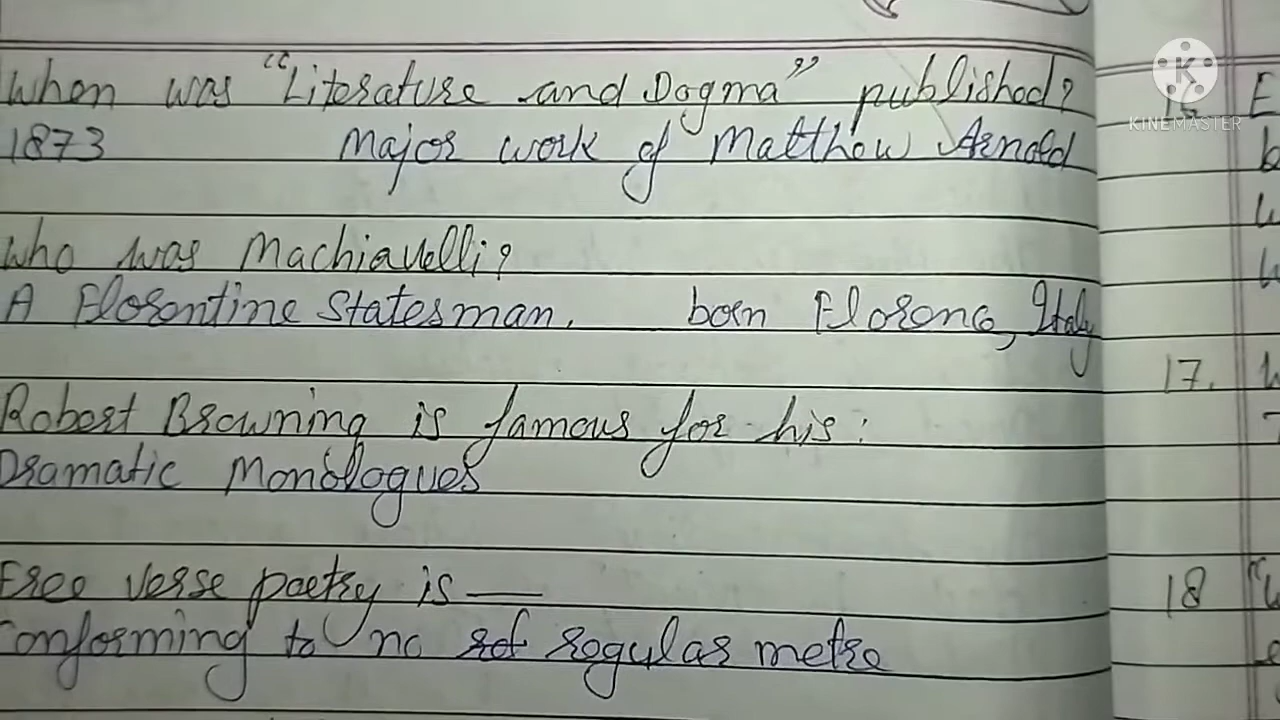 When was "Literature and Dogma" published?
1873 Major work of Matthew Arnold
Who was Machiavelli?
A Florentine Statesman. born Florenc, Italy
Robert Browning is famous for his:
Dramatic Monologues
Free verse poetry is —
Conforming to no regular metre
17.
18
KINEMASTER